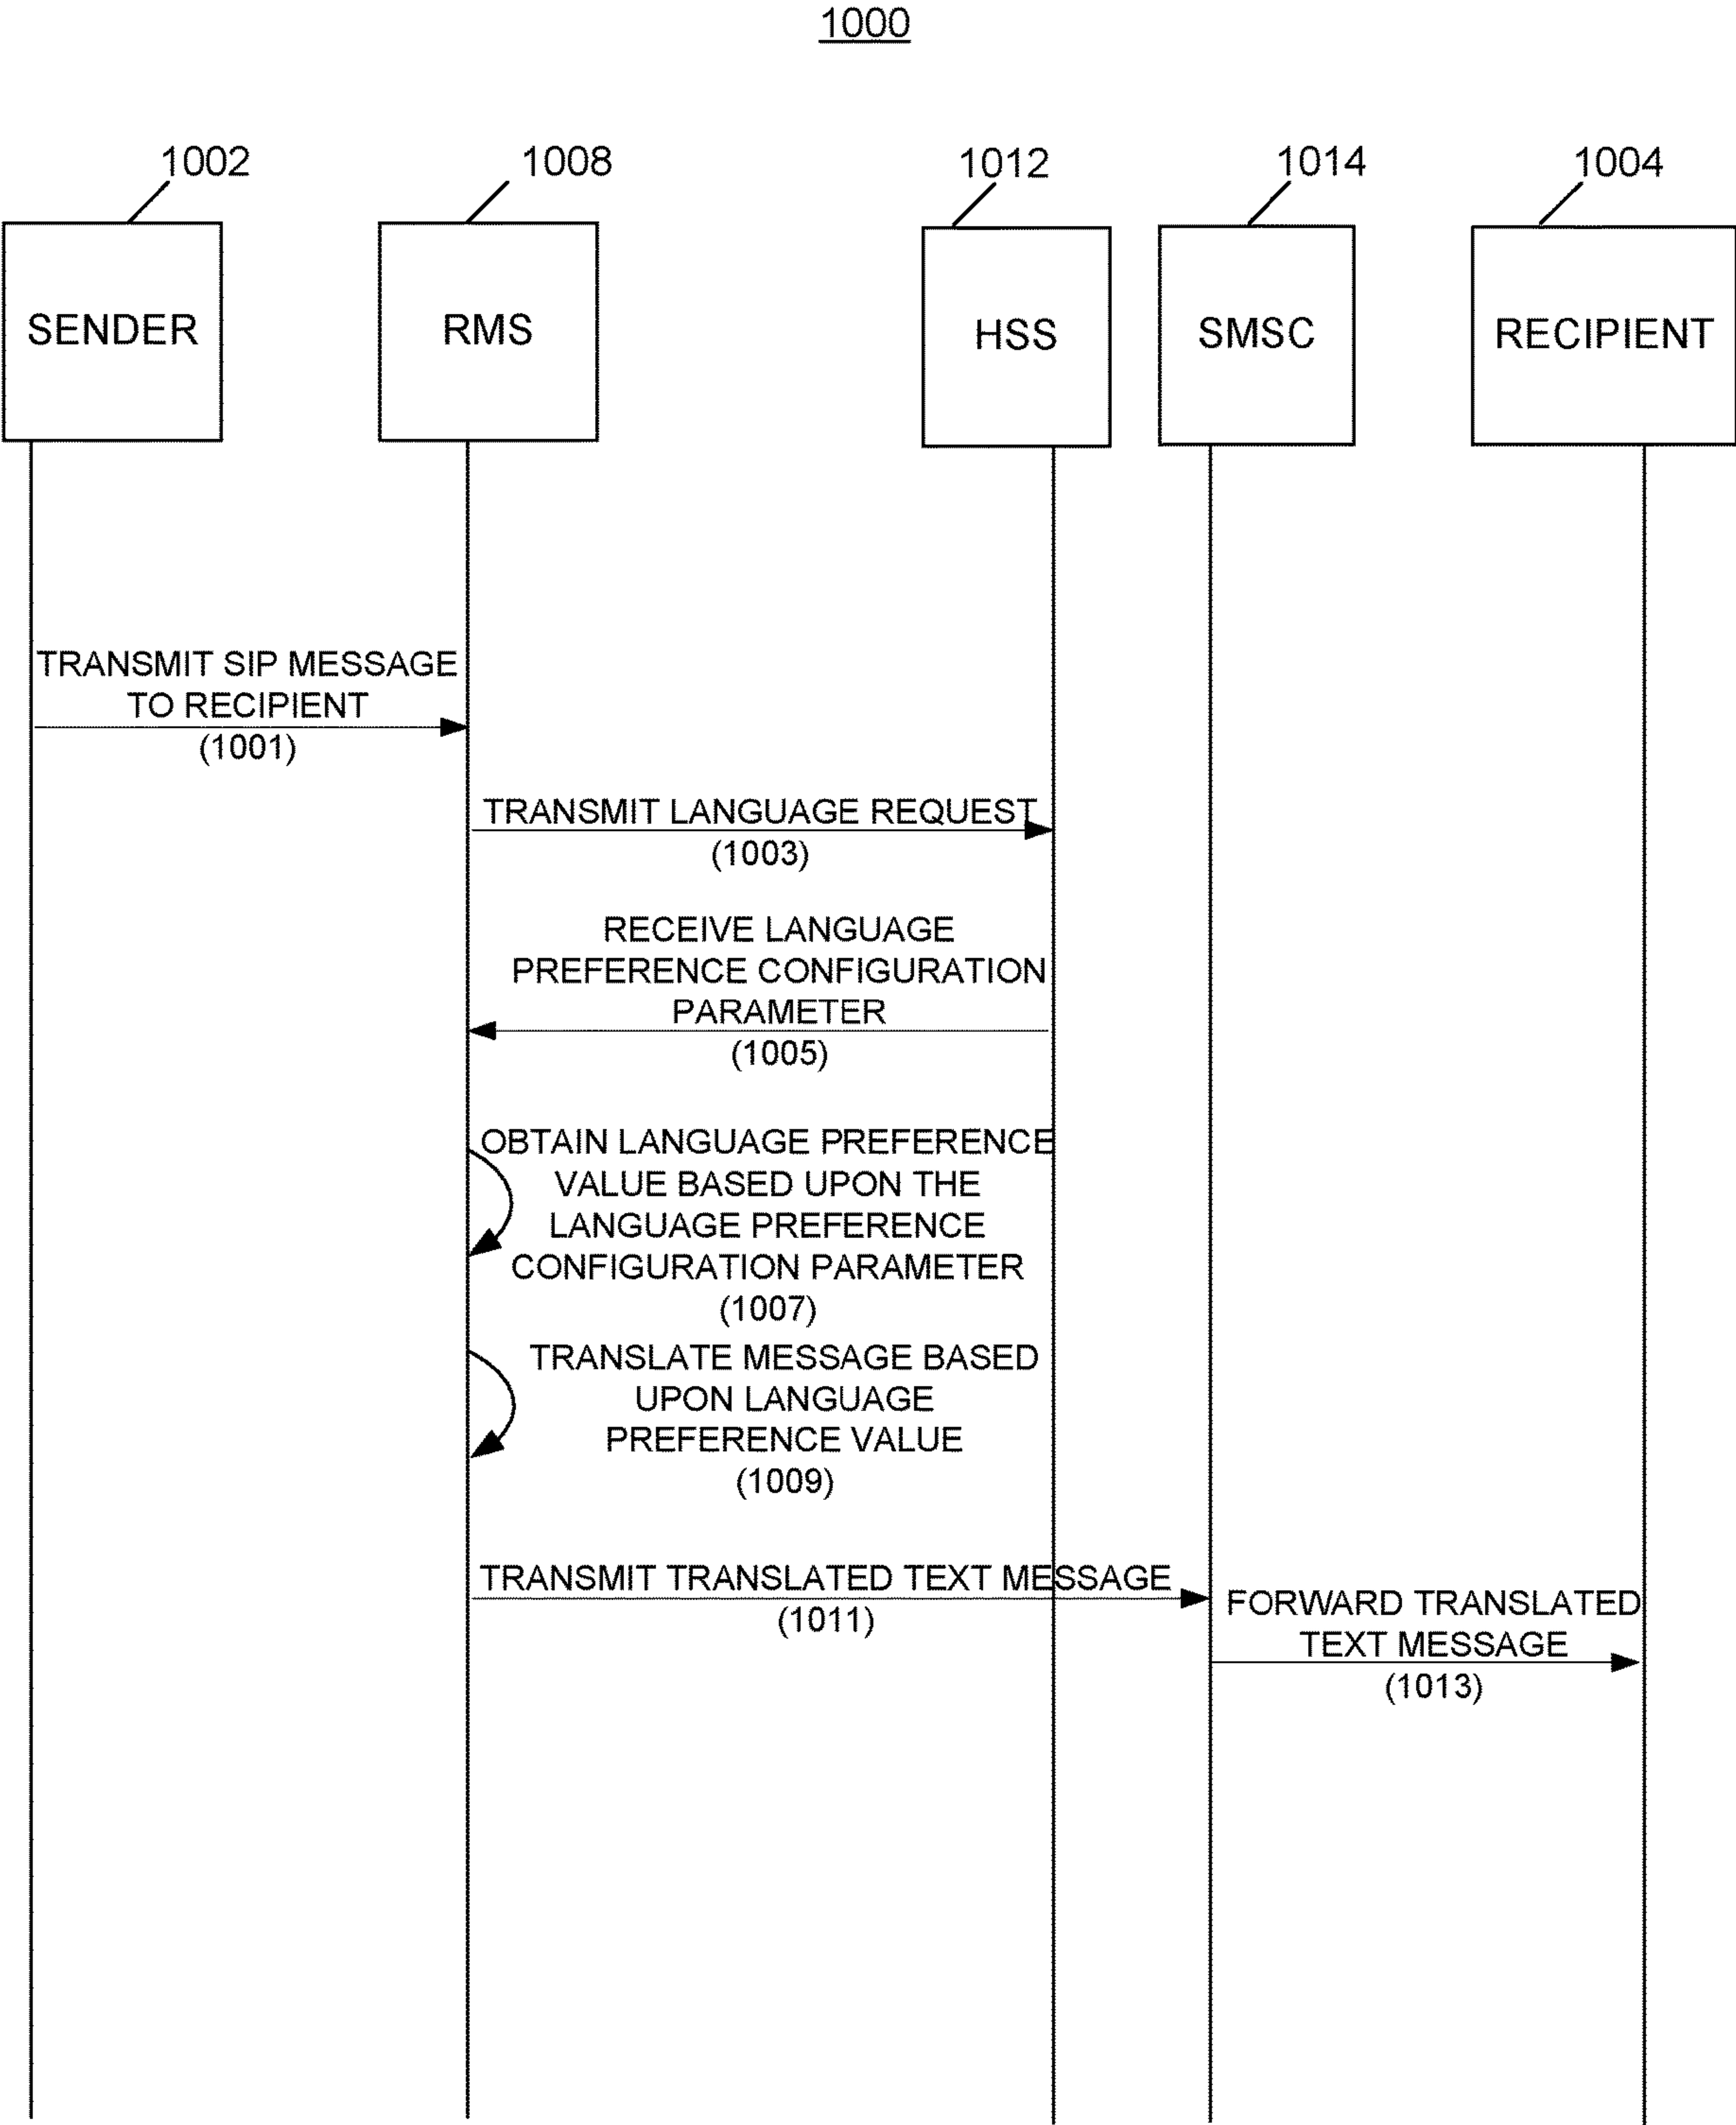 1000
1002
1008
1012
1014
1004
SENDER
RMS
HSS
SMSC
RECIPIENT
TRANSMIT SIP MESSAGE
TO RECIPIENT
(1001)
TRANSMIT LANGUAGE REQUEST
(1003)
RECEIVE LANGUAGE
PREFERENCE CONFIGURATION
PARAMETER
(1005)
OBTAIN LANGUAGE PREFERENCE
VALUE BASED UPON THE
LANGUAGE PREFERENCE
CONFIGURATION PARAMETER
(1007)
TRANSLATE MESSAGE BASED
UPON LANGUAGE
PREFERENCE VALUE
(1009)
TRANSMIT TRANSLATED TEXT MESSAGE
(1011)
FORWARD TRANSLATED
TEXT MESSAGE
(1013)